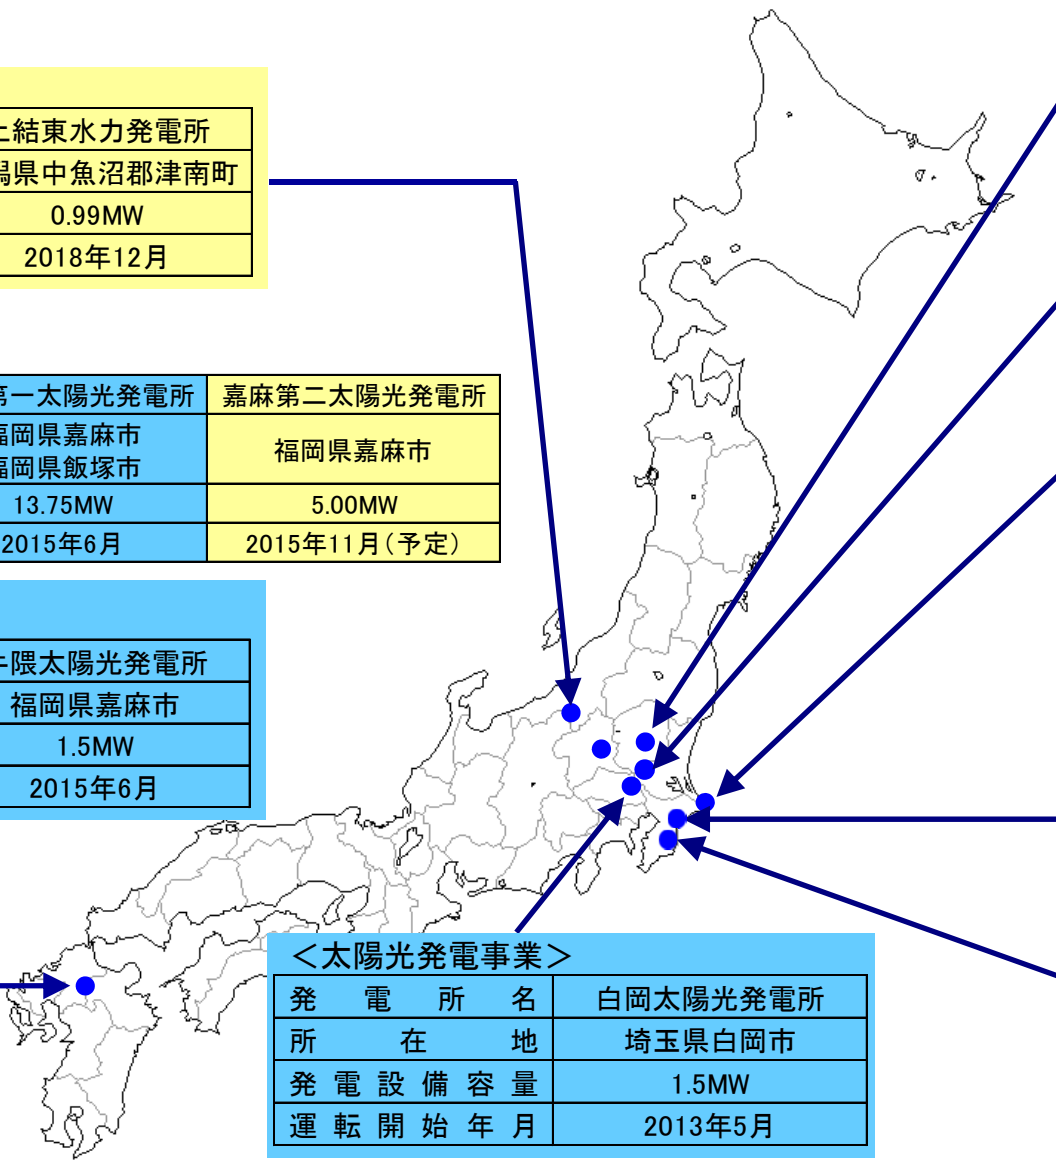 結東水力発電所
県中魚沼郡津南町
0.99MW
2018年12月
第一太陽光発電所 嘉麻第二太陽光発電所
福岡県嘉麻市
福岡県飯塚市
福岡県嘉麻市
13.75MW 5.00MW
2015年6月 2015年11月(予定)
隈太陽光発電所
福岡県嘉麻市
1.5MW
2015年6月
<太陽光発電事業>
発電所名 白岡太陽光発電所
所在地 埼玉県白岡市
発電設備容量 1.5MW
運転開始年月 2013年5月